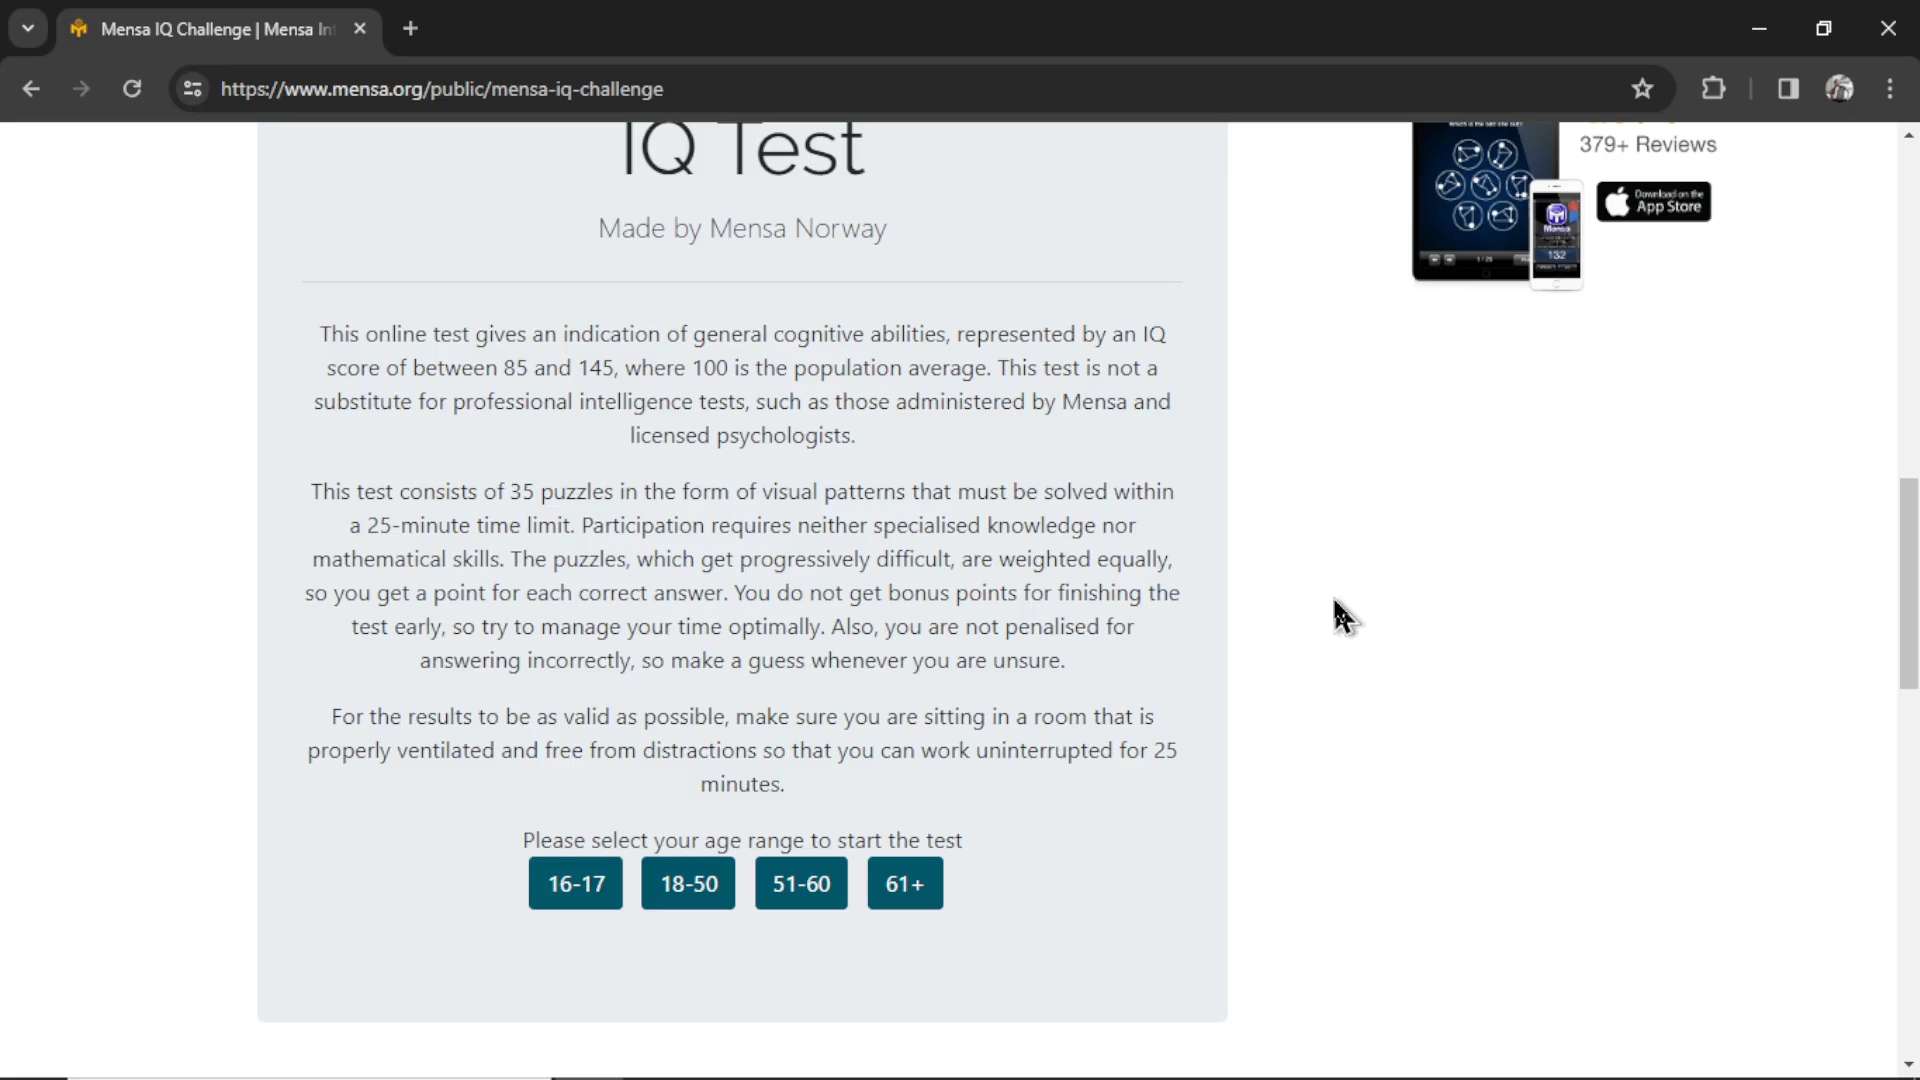 Mensa IQ Challenge | Mensa In
https://www.mensa.org/public/mensa-iq-challenge
IQ Test
Made by Mensa Norway
This online test gives an indication of general cognitive abilities, represented by an IQ
score of between 85 and 145, where 100 is the population average. This test is not a
substitute for professional intelligence tests, such as those administered by Mensa and
licensed psychologists.
This test consists of 35 puzzles in the form of visual patterns that must be solved within
a 25-minute time limit. Participation requires neither specialised knowledge nor
mathematical skills. The puzzles, which get progressively difficult, are weighted equally,
so you get a point for each correct answer. You do not get bonus points for finishing the
test early, so try to manage your time optimally. Also, you are not penalised for
answering incorrectly, so make a guess whenever you are unsure.
For the results to be as valid as possible, make sure you are sitting in a room that is
properly ventilated and free from distractions so that you can work uninterrupted for 25
minutes.
Please select your age range to start the test
16-17 18-50 51-60 61+
379+ Reviews
Download on the
App Store
Mensa
132